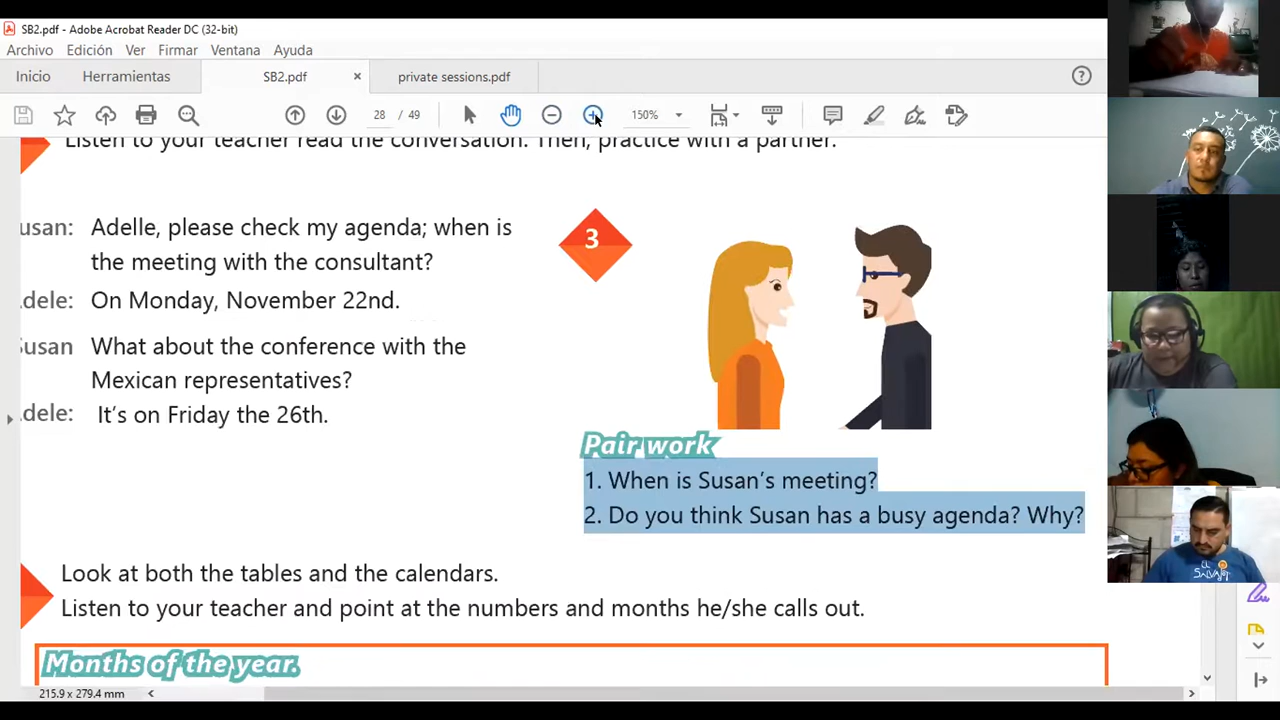 SB2.pdf - Adobe Acrobat Reader DC (32-bit)
Archivo Edición Ver Firmar Ventana Ayuda
Inicio Herramientas SB2.pdf × private sessions.pdf
28 / 49 150%
Listen to your teacher read the conversation. Then, practice with a partner.
usan: Adelle, please check my agenda; when is
the meeting with the consultant?
dele: On Monday, November 22nd.
Susan What about the conference with the
Mexican representatives?
dele: It's on Friday the 26th.
3
Pair work
1. When is Susan's meeting?
2. Do you think Susan has a busy agenda? Why?
Look at both the tables and the calendars.
Listen to your teacher and point at the numbers and months he/she calls out.
Months of the year.
215.9 x 279.4 mm
EL
SALVADOR